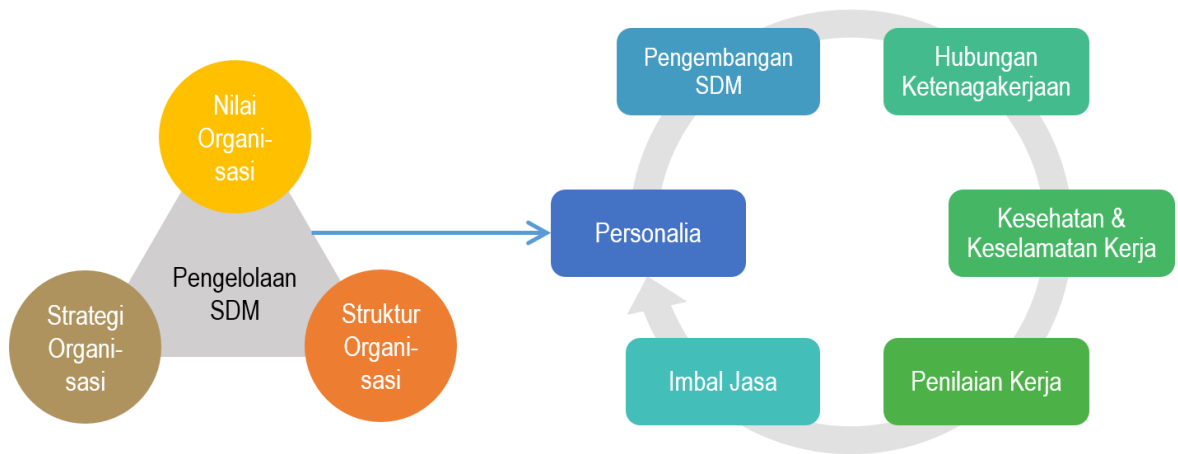 Nilai
Organi-
sasi
Pengelolaan
SDM
Strategi
Organi-
sasi
Struktur
Organi-
sasi
Personalia
Pengembangan
SDM
Hubungan
Ketenagakerjaan
Kesehatan &
Keselamatan Kerja
Penilaian Kerja
Imbal Jasa